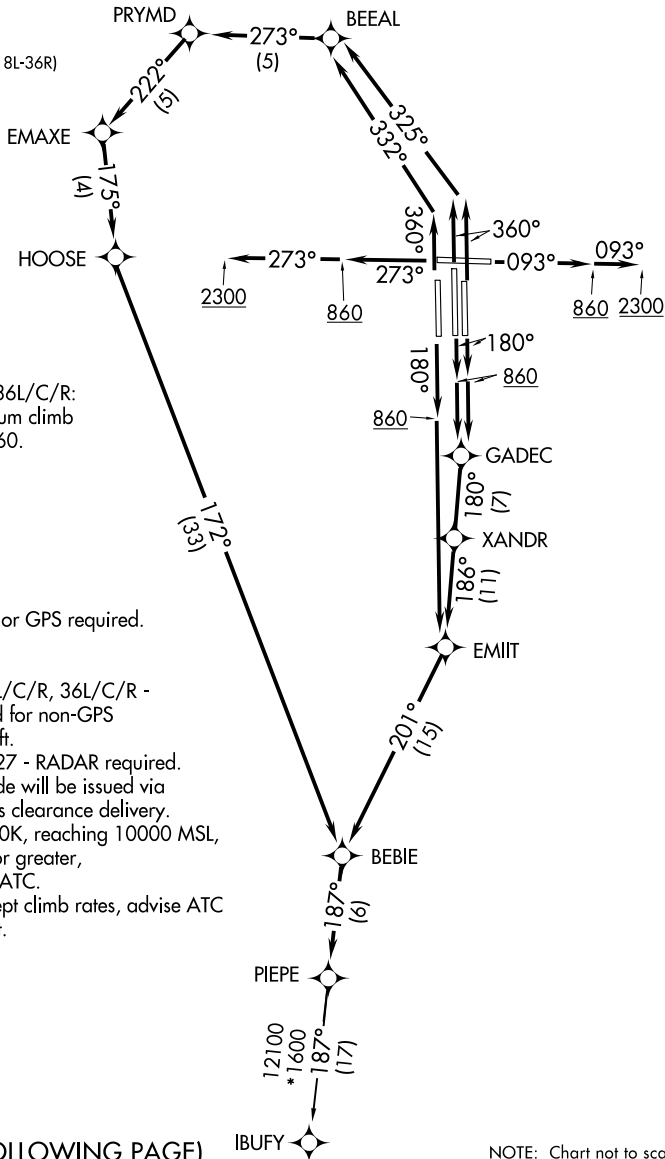 PRYMD
BEEAL
273°
(5)
8L-36R)
222°
(5)
EMAXE
325°
332°
175°
(4)
360°
360°
HOOSE
273°
273°
093°
093°
2300
860
860
2300
180°
180°
36L/C/R:
um climb
60.
860
860
GADEC
180°
(7)
172°
(33)
XANDR
186°
(11)
or GPS required.
EMIIT
L/C/R, 36L/C/R -
d for non-GPS
ft.
27 - RADAR required.
de will be issued via
s clearance delivery.
0K, reaching 10000 MSL,
or greater,
ATC.
ept climb rates, advise ATC
t.
201°
(15)
BEBIE
187°
(6)
PIEPE
12100
*1600
187°
(17)
OLLOWING PAGE)
IBUFY
NOTE: Chart not to sca